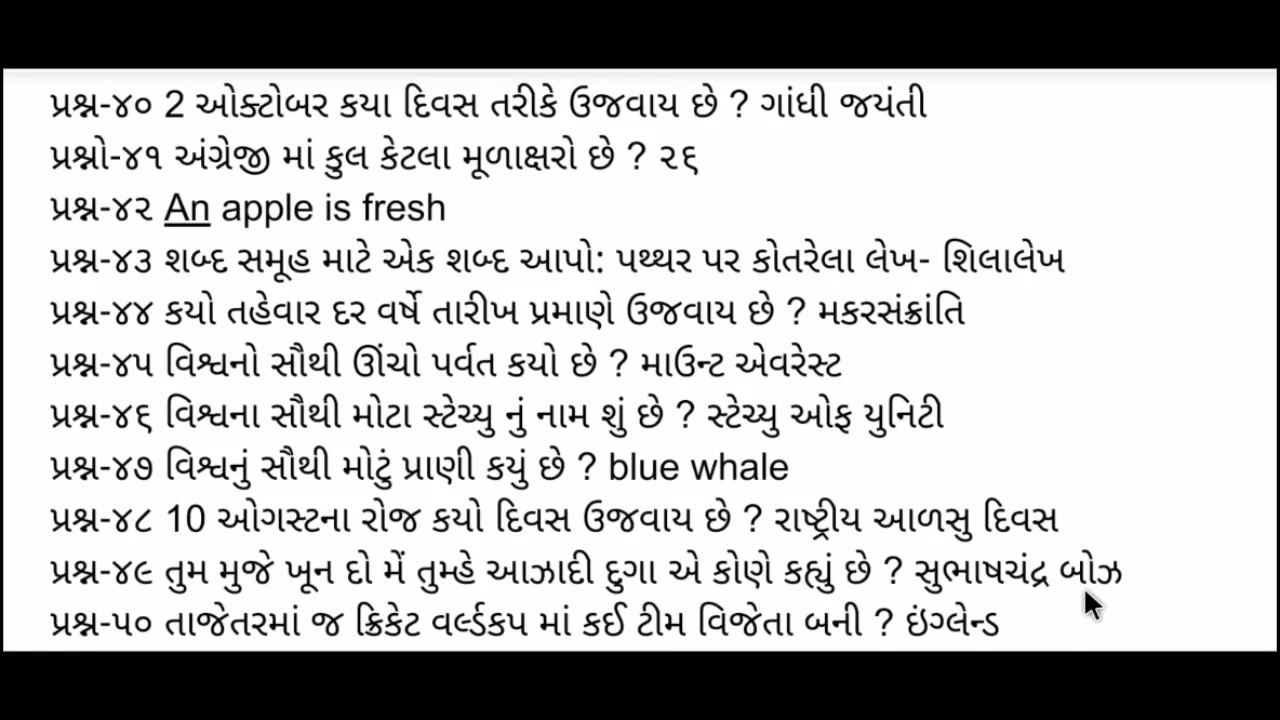 પ્રશ્ન-૪૦ 2 ઓક્ટોબર કયા દિવસ તરીકે ઉજવાય છે ? ગાંધી જયંતી
પ્રશ્નો-૪૧ અંગ્રેજી માં કુલ કેટલા મૂળાક્ષરો છે ? ૨૬
પ્રશ્ન-૪૨ An apple is fresh
પ્રશ્ન-૪૩ શબ્દ સમૂહ માટે એક શબ્દ આપો: પથ્થર પર કોતરેલા લેખ- શિલાલેખ
પ્રશ્ન-૪૪ કયો તહેવાર દર વર્ષે તારીખ પ્રમાણે ઉજવાય છે ? મકરસંક્રાંતિ
પ્રશ્ન-૪૫ વિશ્વનો સૌથી ઊંચો પર્વત કયો છે ? માઉન્ટ એવરેસ્ટ
પ્રશ્ન-૪૬ વિશ્વના સૌથી મોટા સ્ટેચ્યુ નું નામ શું છે ? સ્ટેચ્યુ ઓફ યુનિટી
પ્રશ્ન-૪૭ વિશ્વનું સૌથી મોટું પ્રાણી કયું છે ? blue whale
પ્રશ્ન-૪૮ 10 ઓગસ્ટના રોજ કયો દિવસ ઉજવાય છે ? રાષ્ટ્રીય આળસુ દિવસ
પ્રશ્ન-૪૯ તુમ મુજે ખૂન દો મેં તુમ્હે આઝાદી દુગા એ કોણે કહ્યું છે ? સુભાષચંદ્ર બોઝ
પ્રશ્ન-૫૦ તાજેતરમાં જ ક્રિકેટ વર્લ્ડકપ માં કઈ ટીમ વિજેતા બની ? ઇંગ્લેન્ડ